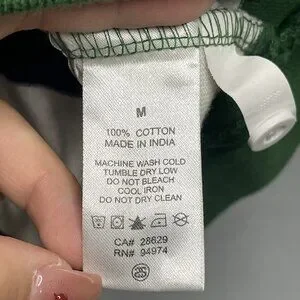 M
100% COTTON
MADE IN INDIA
MACHINE WASH COLD
TUMBLE DRY LOW
DO NOT BLEACH
COOL IRON
DO NOT DRY CLEAN
CA# 28629
RN# 94974